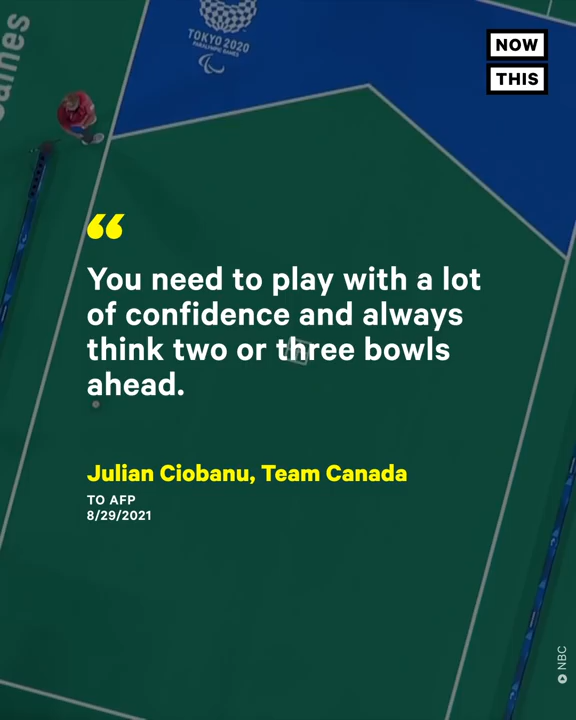 Games
TOKYO 2020
PARALYMPIC GAMES
NOW
THIS
“
You need to play with a lot
of confidence and always
think two or three bowls
ahead.
Julian Ciobanu, Team Canada
TO AFP
8/29/2021
NBC